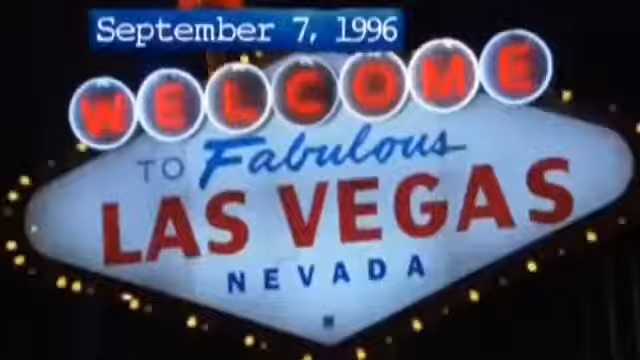 September 7, 1996
WELCOME
TO Fabulous
LAS VEGAS
NEVADA